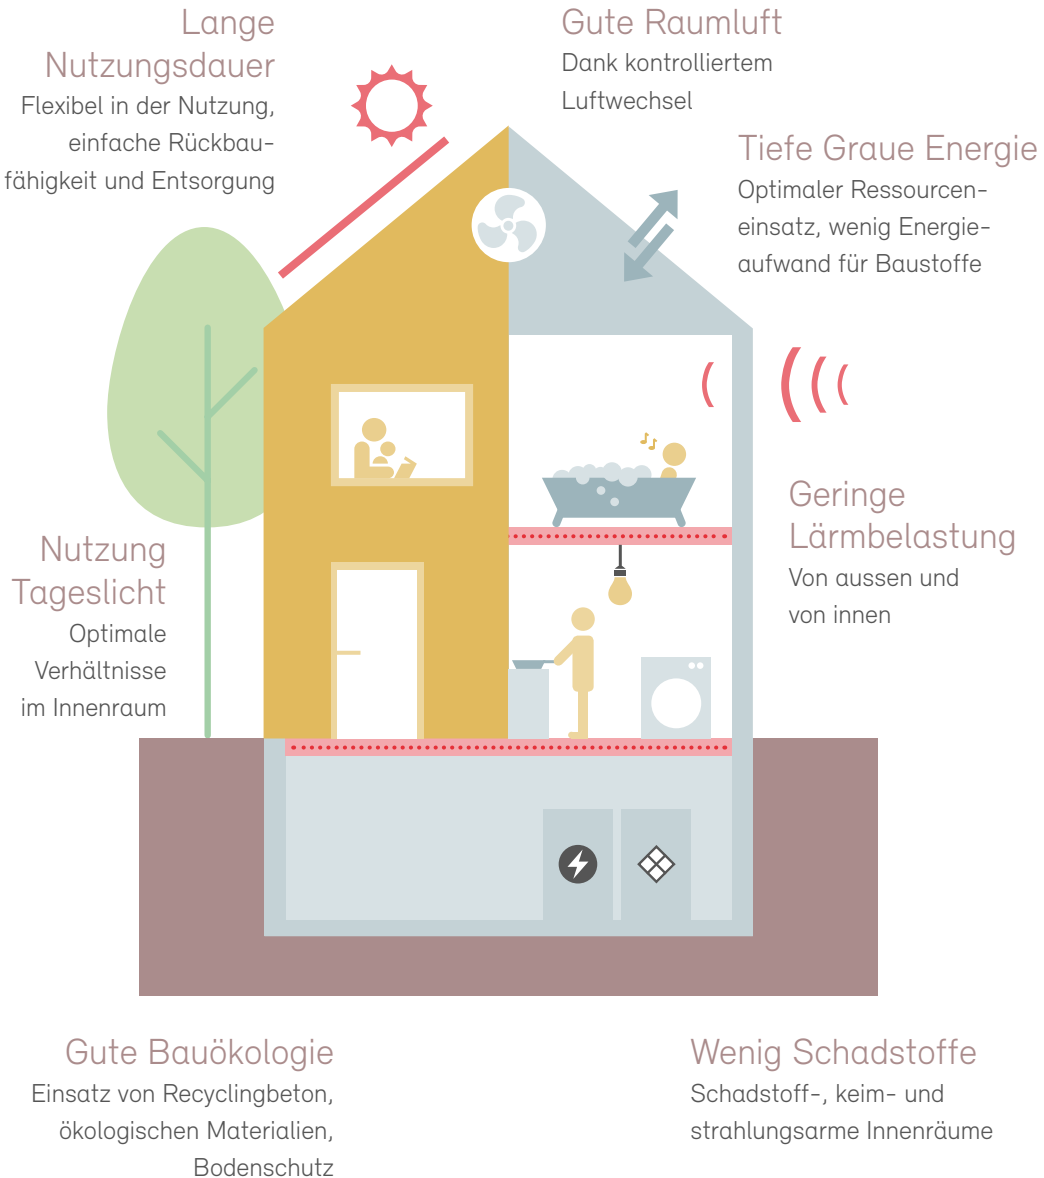 Lange
Nutzungsdauer
Flexibel in der Nutzung,
einfache Rückbau-
fähigkeit und Entsorgung
Gute Raumluft
Dank kontrolliertem
Luftwechsel
Tiefe Graue Energie
Optimaler Ressourcen-
einsatz, wenig Energie-
aufwand für Baustoffe
Geringe
Lärmbelastung
Von aussen und
von innen
Nutzung
Tageslicht
Optimale
Verhältnisse
im Innenraum
Gute Bauökologie
Einsatz von Recyclingbeton,
ökologischen Materialien,
Bodenschutz
Wenig Schadstoffe
Schadstoff-, keim- und
strahlungsarme Innenräume